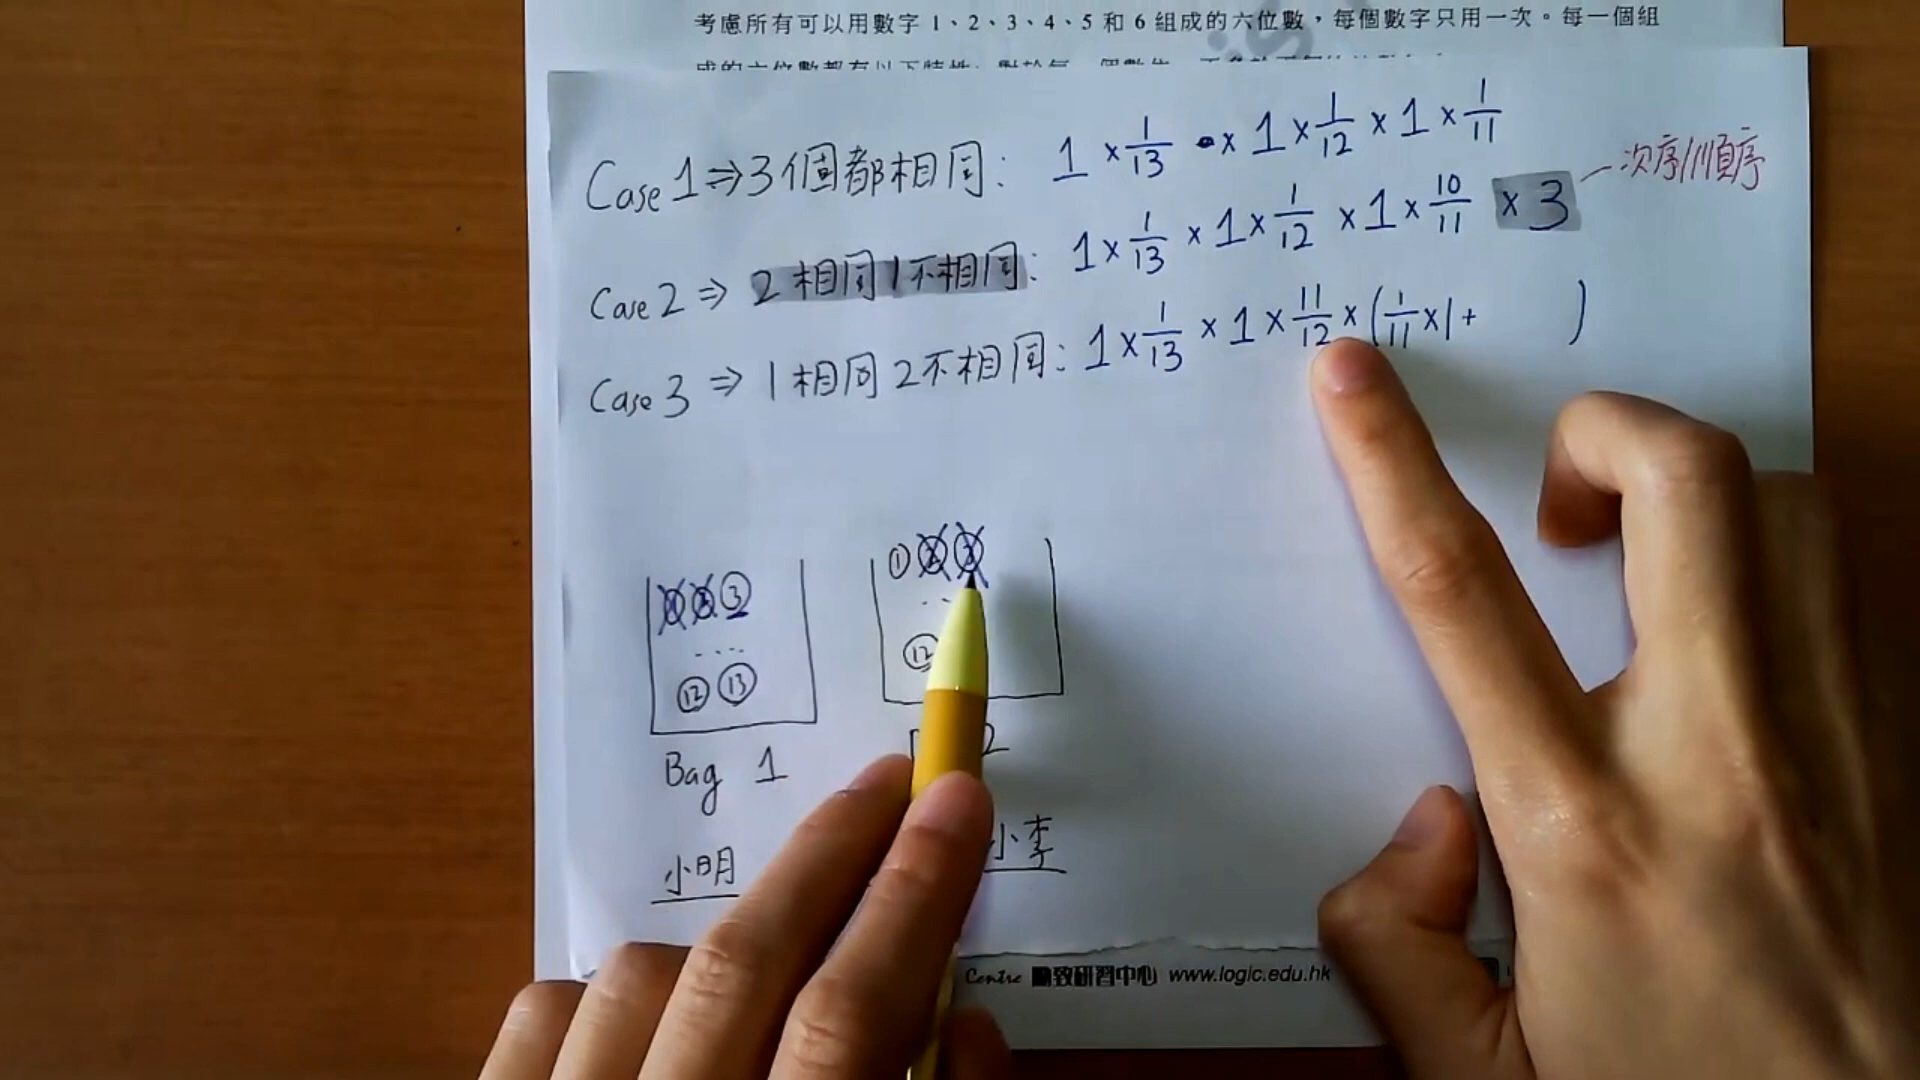 考慮所有可以用數字 1、2、3、4、5 和 6 組成的六位數,每個數字只用一次。每一個組
Case 1 ⇒ 3 個都相同: 1 × 1/13 × 1 × 1/12 × 1 × 1/11
Case 2 ⇒ 2 相同 1 不相同: 1 × 1/13 × 1 × 1/12 × 1 × 10/11 × 3 — 次序/順序
Case 3 ⇒ 1 相同 2 不相同: 1 × 1/13 × 1 × 11/12 × (1/11 × 1 + )
③
①
12 13
12
Bag 1
2
小明
小李
Centre 勵致研習中心 www.logic.edu.hk